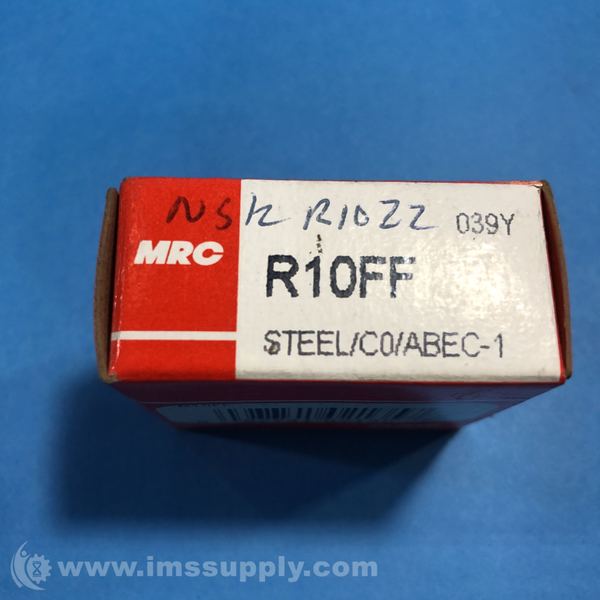 NSK R10ZZ 039Y
MRC
R10FF
STEEL/C0/ABEC-1
www.imssupply.com